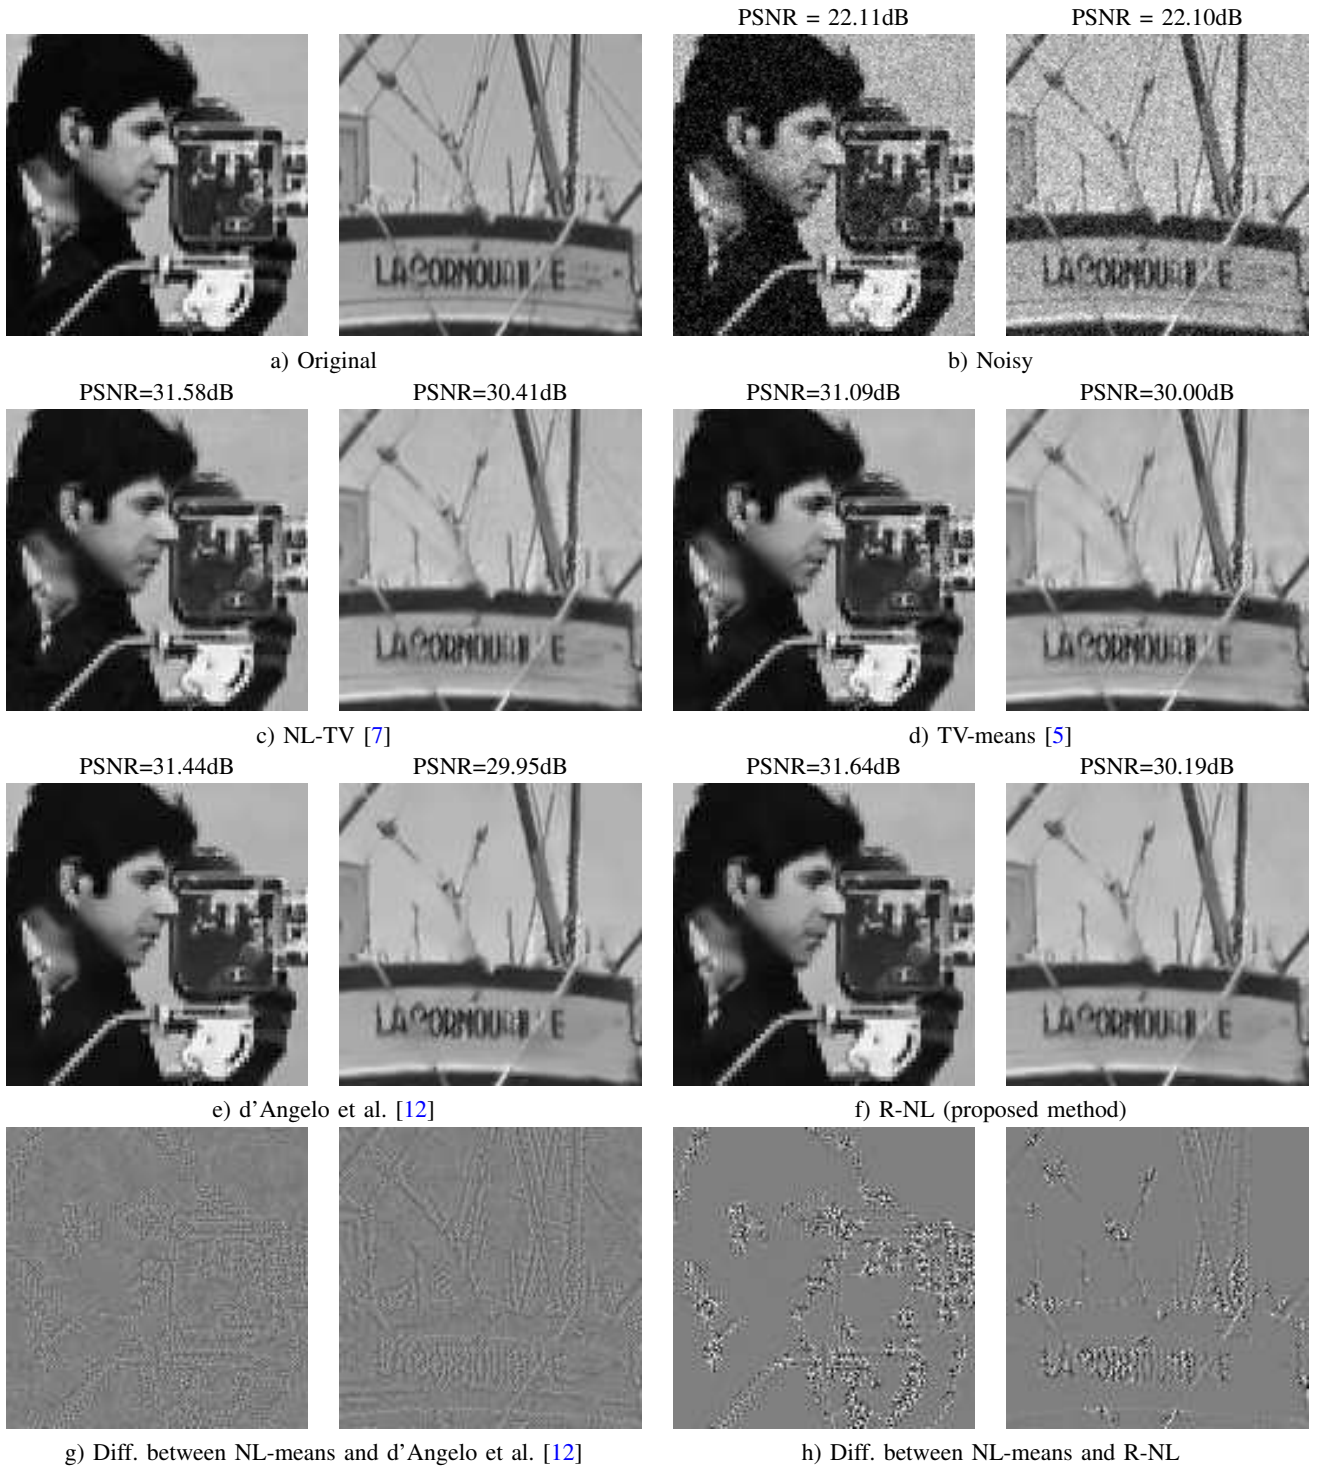 PSNR = 22.11dB PSNR = 22.10dB
LACORNOUAILLE LACORNOUAILLE
a) Original b) Noisy
PSNR=31.58dB PSNR=30.41dB PSNR=31.09dB PSNR=30.00dB
c) NL-TV [7] d) TV-means [5]
PSNR=31.44dB PSNR=29.95dB PSNR=31.64dB PSNR=30.19dB
e) d'Angelo et al. [12] f) R-NL (proposed method)
g) Diff. between NL-means and d'Angelo et al. [12] h) Diff. between NL-means and R-NL